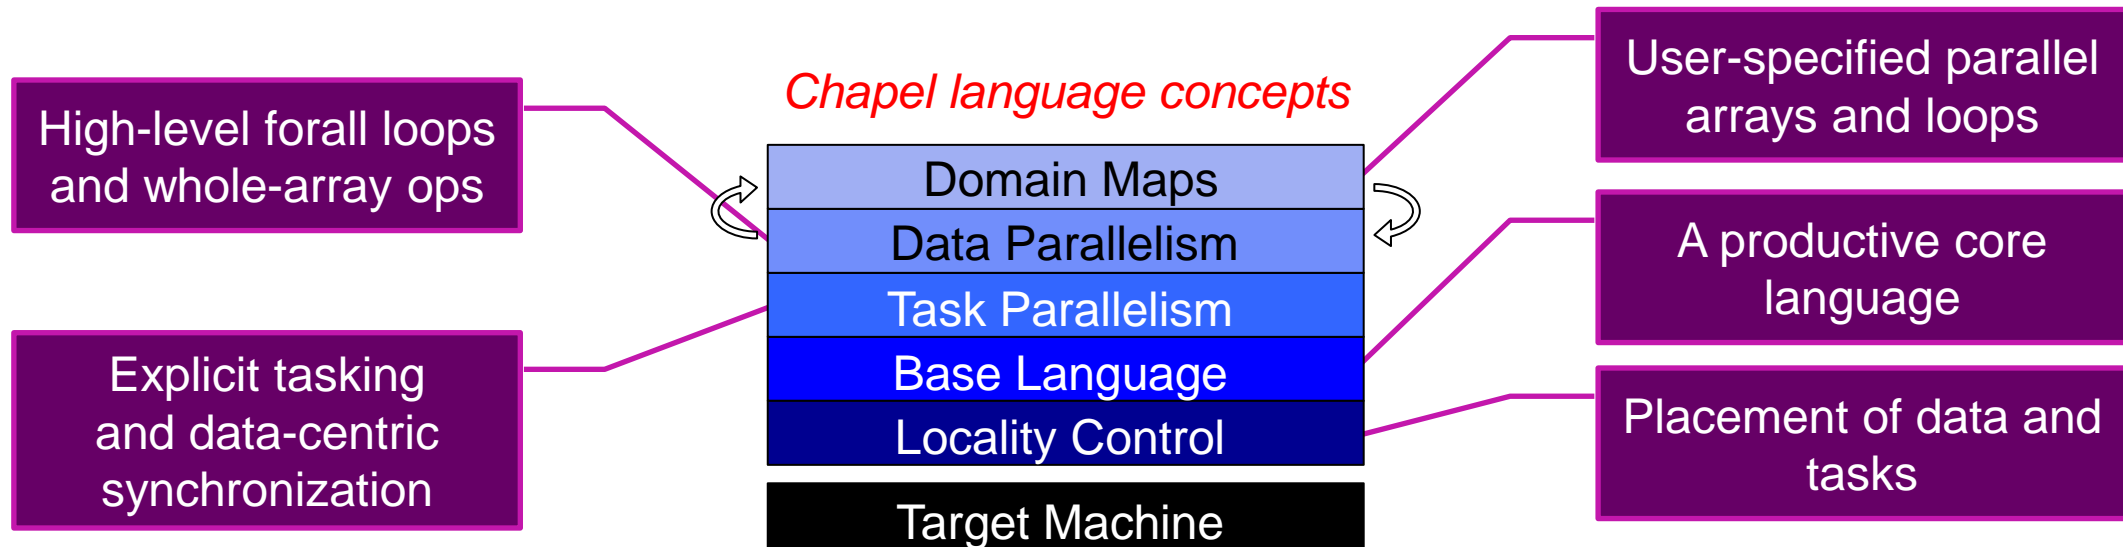 Chapel language concepts
High-level forall loops
and whole-array ops
Explicit tasking
and data-centric
synchronization
Domain Maps
Data Parallelism
Task Parallelism
Base Language
Locality Control
Target Machine
User-specified parallel
arrays and loops
A productive core
language
Placement of data and
tasks